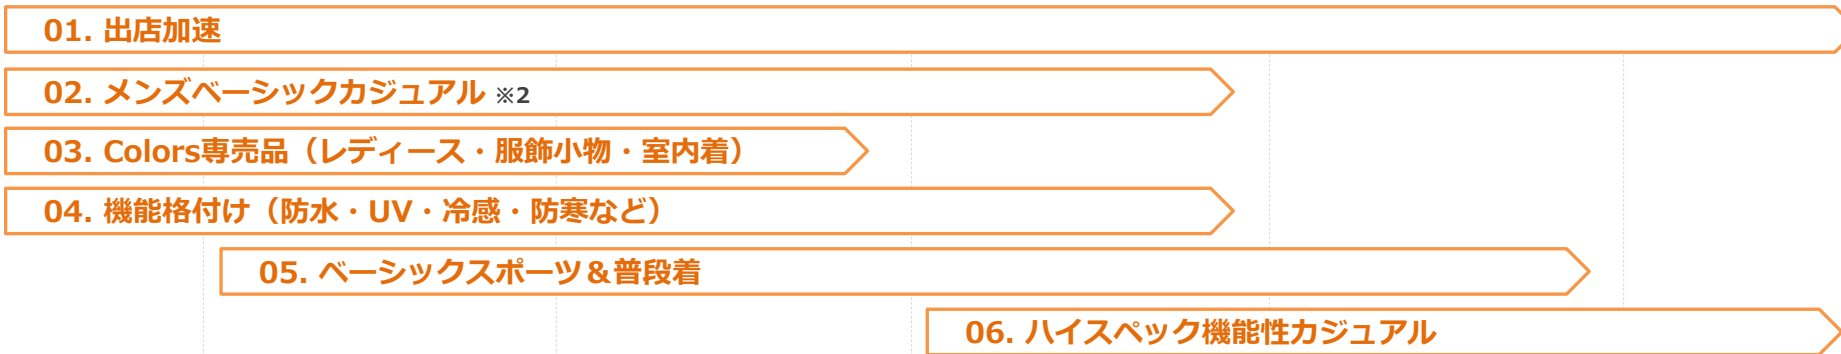 01. 出店加速
02. メンズベーシックカジュアル ※2
03. Colors専売品（レディース・服飾小物・室内着）
04. 機能格付け（防水・UV・冷感・防寒など）
05. ベーシックスポーツ＆普段着
06. ハイスペック機能性カジュアル